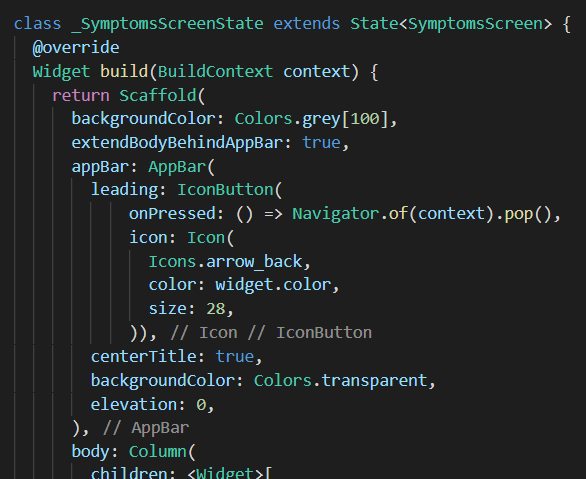 class _SymptomsScreenState extends State<SymptomsScreen> {
  @override
  Widget build(BuildContext context) {
    return Scaffold(
      backgroundColor: Colors.grey[100],
      extendBodyBehindAppBar: true,
      appBar: AppBar(
        leading: IconButton(
            onPressed: () => Navigator.of(context).pop(),
            icon: Icon(
              Icons.arrow_back,
              color: widget.color,
              size: 28,
            )), // Icon // IconButton
        centerTitle: true,
        backgroundColor: Colors.transparent,
        elevation: 0,
      ), // AppBar
      body: Column(
        children: <Widget>[